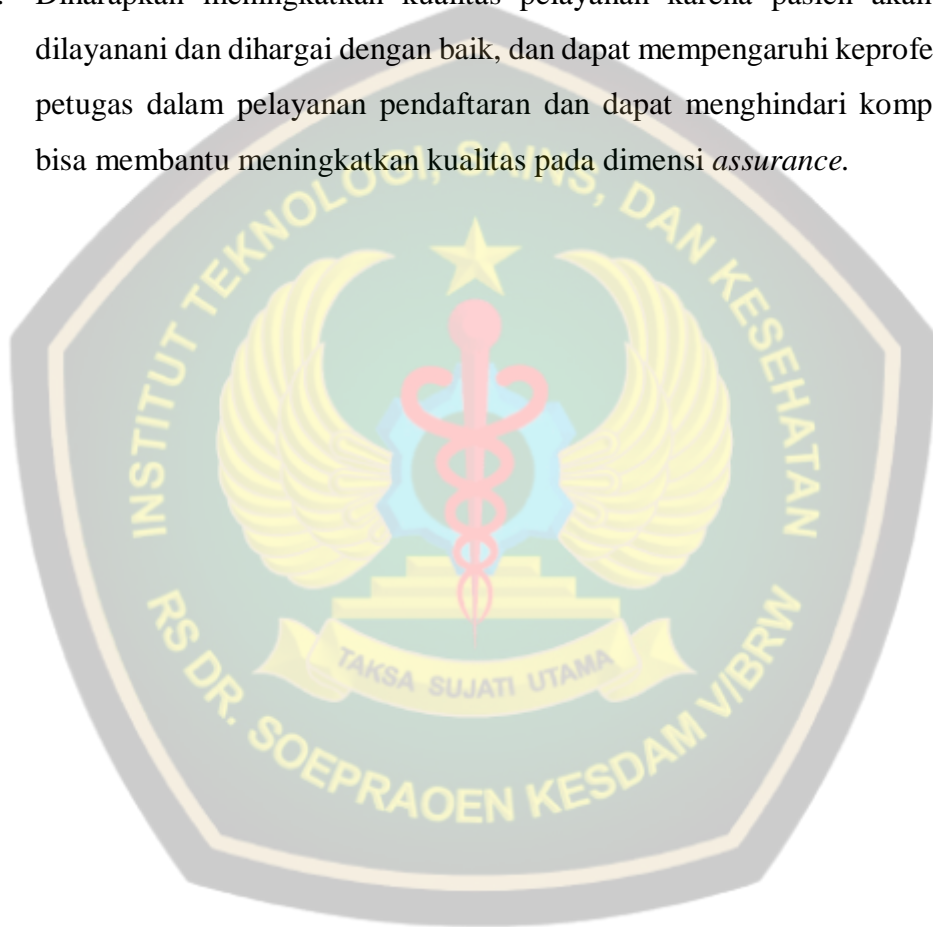 Diharapkan meningkatkan kualitas pelayanan karena pasien akan
dilayanani dan dihargai dengan baik, dan dapat mempengaruhi keprofe
petugas dalam pelayanan pendaftaran dan dapat menghindari komp
bisa membantu meningkatkan kualitas pada dimensi assurance.
INSTITUT TEKNOLOGI, SAINS, DAN KESEHATAN
TAKSA SUJATI UTAMA
RS DR. SOEPRAOEN KESDAM V/BRW